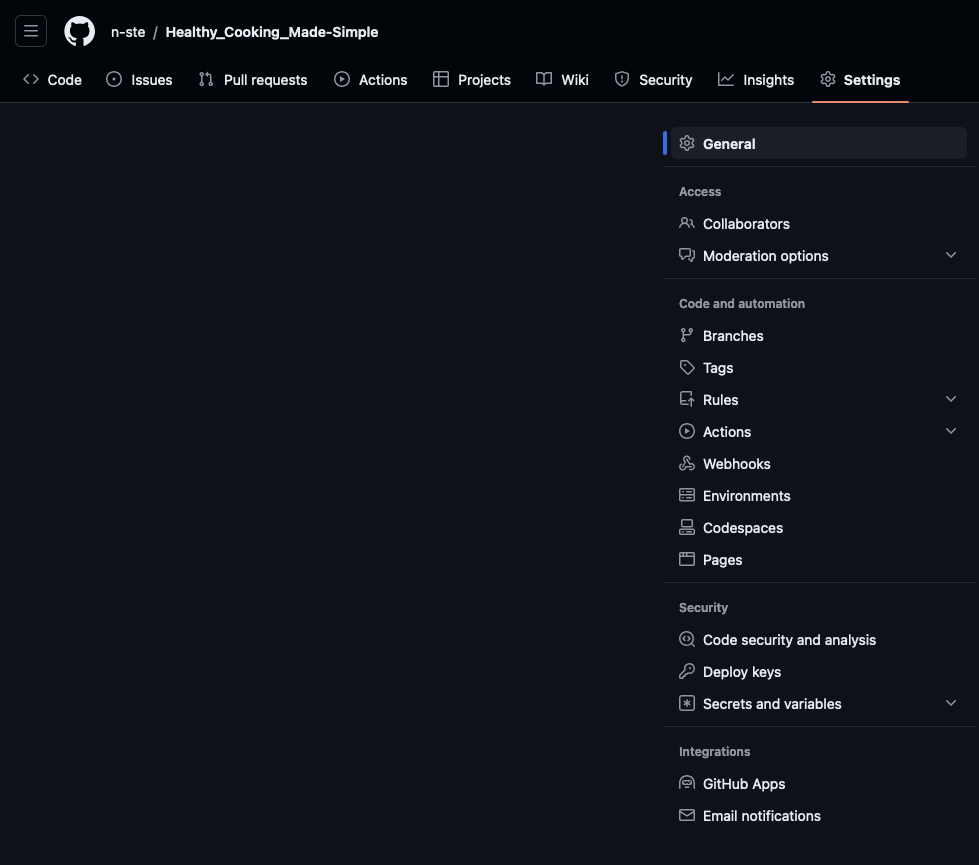 n-ste / Healthy_Cooking_Made-Simple
Code Issues Pull requests Actions Projects Wiki Security Insights Settings
General
Access
Collaborators
Moderation options
Code and automation
Branches
Tags
Rules
Actions
Webhooks
Environments
Codespaces
Pages
Security
Code security and analysis
Deploy keys
Secrets and variables
Integrations
GitHub Apps
Email notifications